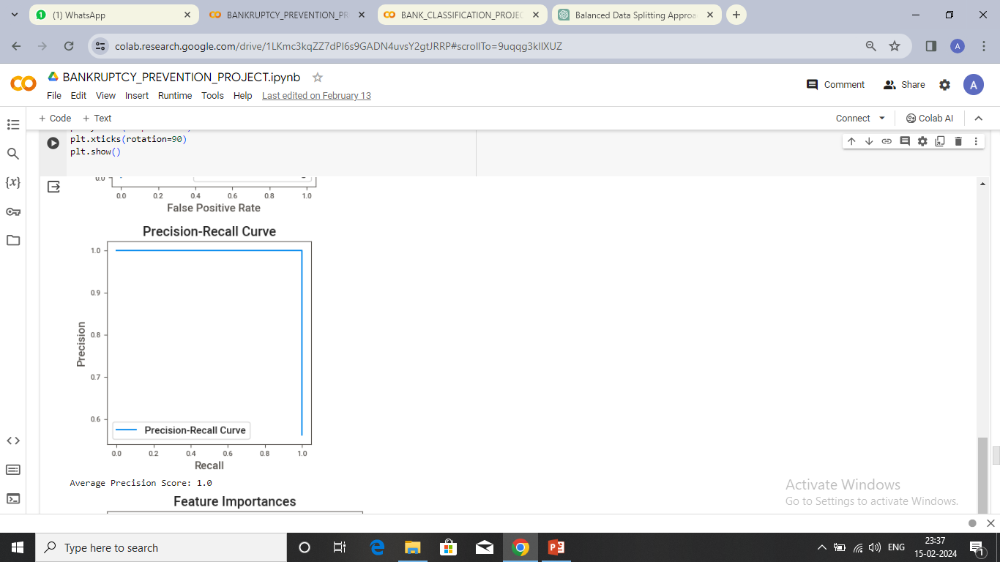 (1) WhatsApp
BANKRUPTCY_PREVENTION_PR
BANK_CLASSIFICATION_PROJEC
Balanced Data Splitting Approa
colab.research.google.com/drive/1LKmc3kqZZ7dPl6s9GADN4uvsY2gtJRRP#scrollTo=9uqqg3klIXUZ
A
BANKRUPTCY_PREVENTION_PROJECT.ipynb
Comment
Share
A
File Edit View Insert Runtime Tools Help Last edited on February 13
+ Code + Text
Connect
Colab AI
{x}
plt.xticks(rotation=90)
plt.show()
0.0
0.0 0.2 0.4 0.6 0.8 1.0
False Positive Rate
Precision-Recall Curve
1.0
0.9
0.8
0.7
0.6
Precision
Precision-Recall Curve
0.0 0.2 0.4 0.6 0.8 1.0
Recall
Average Precision Score: 1.0
Feature Importances
Activate Windows
Go to Settings to activate Windows.
Type here to search
ENG
23:37
15-02-2024
1